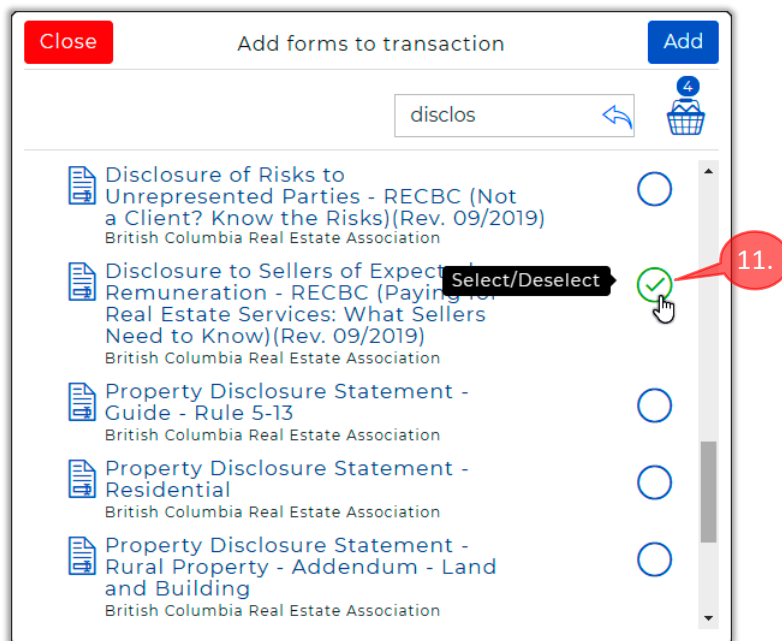 Close
Add forms to transaction
Add
4
disclos
Disclosure of Risks to
Unrepresented Parties - RECBC (Not
a Client? Know the Risks)(Rev. 09/2019)
British Columbia Real Estate Association
Disclosure to Sellers of Expected
Select/Deselect
11.
Remuneration - RECBC (Paying for
Real Estate Services: What Sellers
Need to Know)(Rev. 09/2019)
British Columbia Real Estate Association
Property Disclosure Statement -
Guide - Rule 5-13
British Columbia Real Estate Association
Property Disclosure Statement -
Residential
British Columbia Real Estate Association
Property Disclosure Statement -
Rural Property - Addendum - Land
and Building
British Columbia Real Estate Association